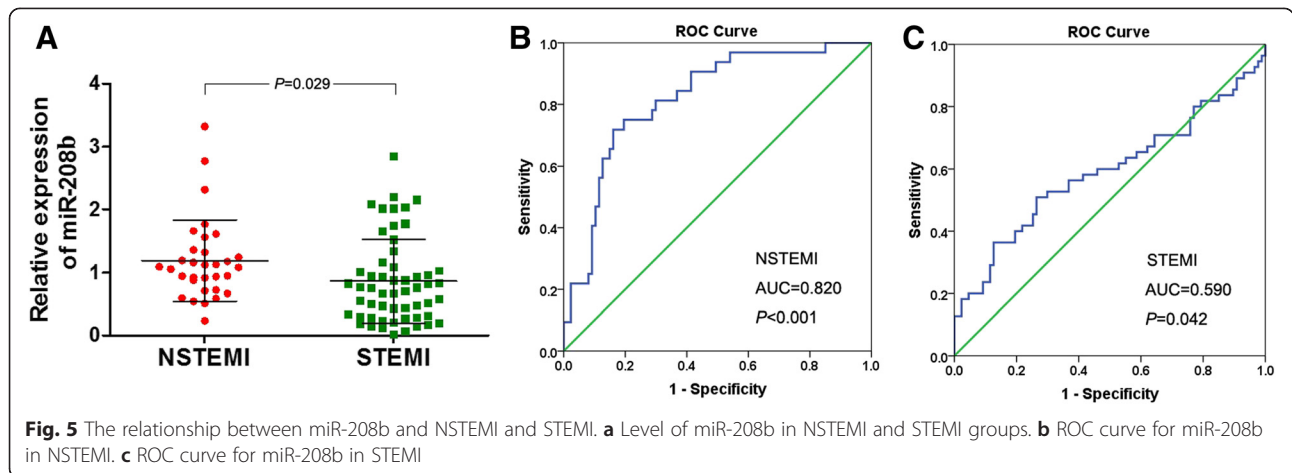 A
P=0.029
Relative expression
of miR-208b
4
3
2
1
0
NSTEMI
STEMI
B
ROC Curve
Sensitivity
1.0
0.8
0.6
0.4
0.2
0.0
0.0
0.2
0.4
0.6
0.8
1.0
1 - Specificity
NSTEMI
AUC=0.820
P<0.001
C
ROC Curve
Sensitivity
1.0
0.8
0.6
0.4
0.2
0.0
0.0
0.2
0.4
0.6
0.8
1.0
1 - Specificity
STEMI
AUC=0.590
P=0.042
Fig. 5 The relationship between miR-208b and NSTEMI and STEMI. a Level of miR-208b in NSTEMI and STEMI groups. b ROC curve for miR-208b
in NSTEMI. c ROC curve for miR-208b in STEMI